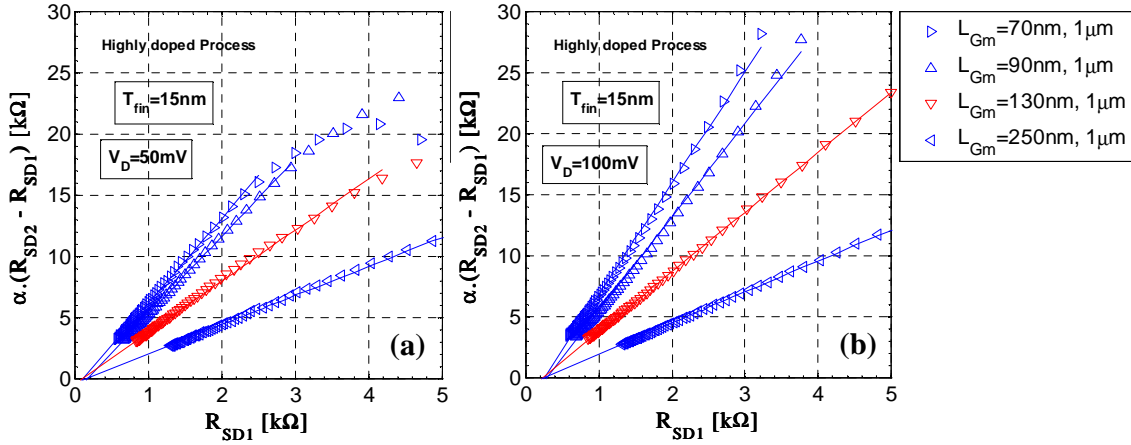 30
25
20
15
10
5
0
0
1
2
3
4
5
α.(R_SD2 - R_SD1) [kΩ]
R_SD1 [kΩ]
Highly doped Process
T_fin=15nm
V_D=50mV
(a)
30
25
20
15
10
5
0
0
1
2
3
4
5
α.(R_SD2 - R_SD1) [kΩ]
R_SD1 [kΩ]
Highly doped Process
T_fin=15nm
V_D=100mV
(b)
L_Gm=70nm, 1μm
L_Gm=90nm, 1μm
L_Gm=130nm, 1μm
L_Gm=250nm, 1μm